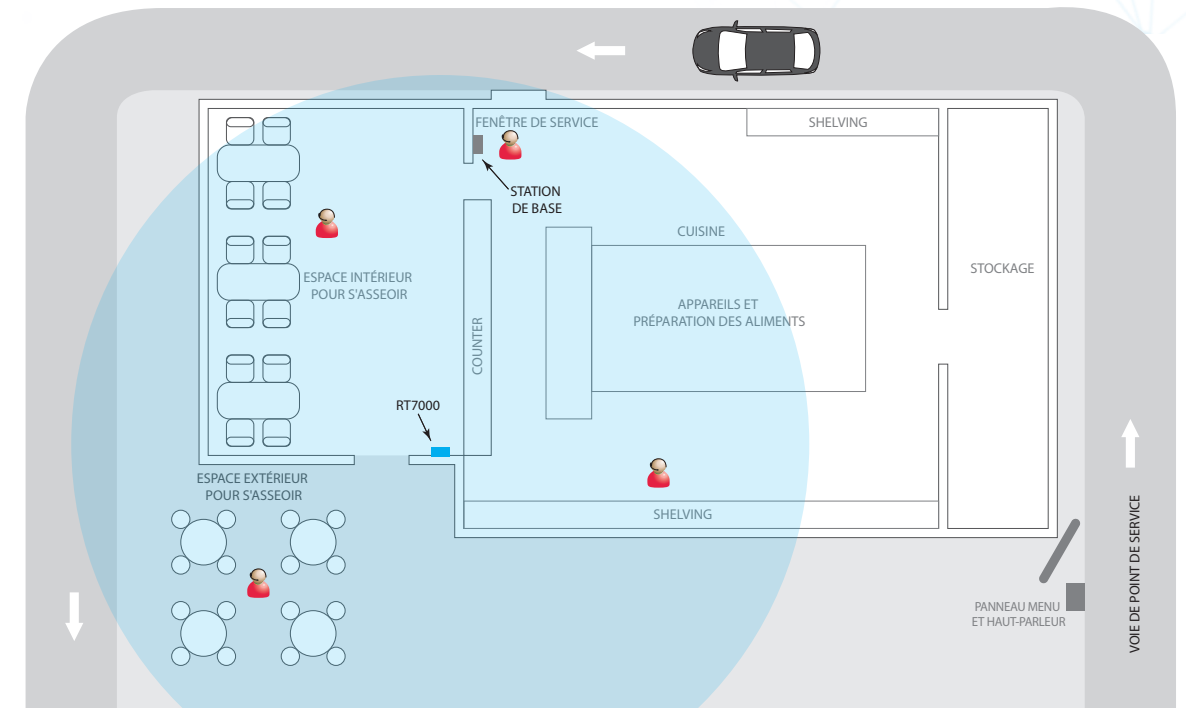 FENÊTRE DE SERVICE
SHELVING
STATION
DE BASE
CUISINE
STOCKAGE
ESPACE INTÉRIEUR
POUR S'ASSEOIR
APPAREILS ET
PRÉPARATION DES ALIMENTS
COUNTER
RT7000
ESPACE EXTÉRIEUR
POUR S'ASSEOIR
SHELVING
PANNEAU MENU
ET HAUT-PARLEUR
VOIE DE POINT DE SERVICE